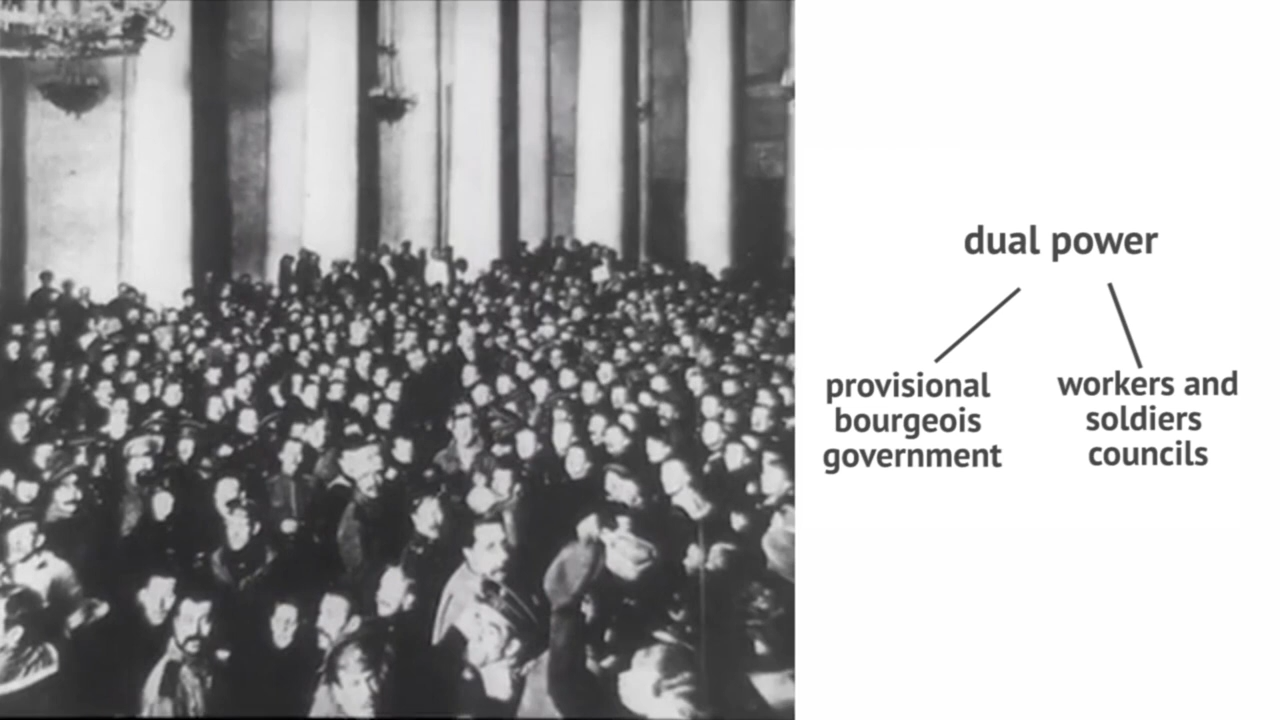 dual power
provisional
bourgeois
government
workers and
soldiers
councils